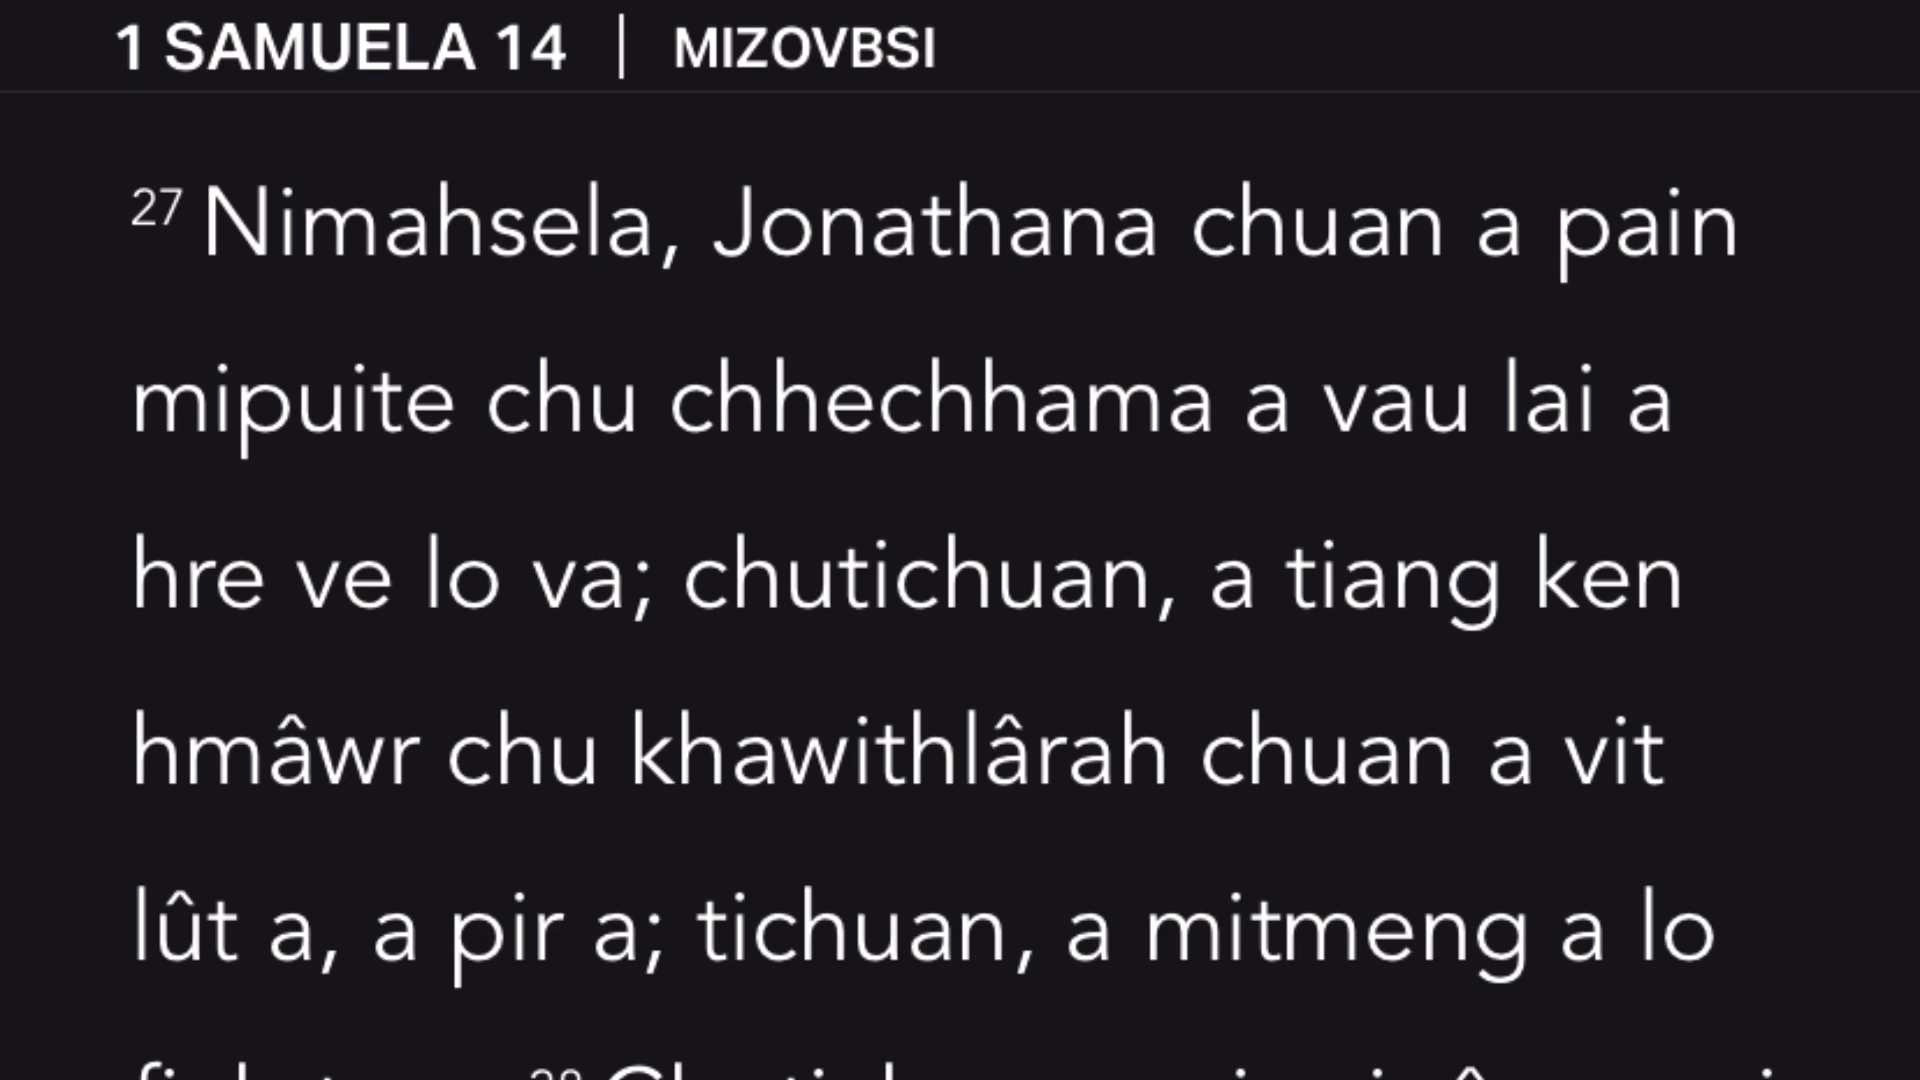 1 SAMUELA 14 | MIZOVBSI
27 Nimahsela, Jonathana chuan a pain
mipuite chu chhechhama a vau lai a
hre ve lo va; chutichuan, a tiang ken
hmâwr chu khawithlârah chuan a vit
lût a, a pir a; tichuan, a mitmeng a lo